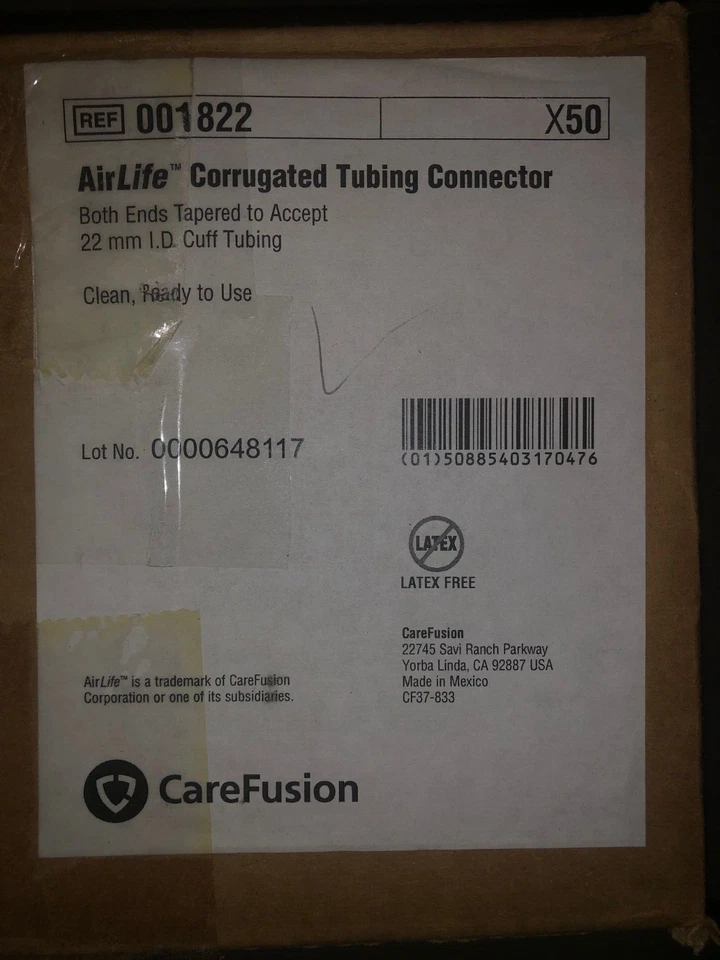 REF 001822 X50
AirLife™ Corrugated Tubing Connector
Both Ends Tapered to Accept
22 mm I.D. Cuff Tubing
Clean, Ready to Use
Lot No. 0000648117
(01)50885403170476
LATEX
LATEX FREE
CareFusion
22745 Savi Ranch Parkway
Yorba Linda, CA 92887 USA
Made in Mexico
CF37-833
AirLife™ is a trademark of CareFusion
Corporation or one of its subsidiaries.
CareFusion